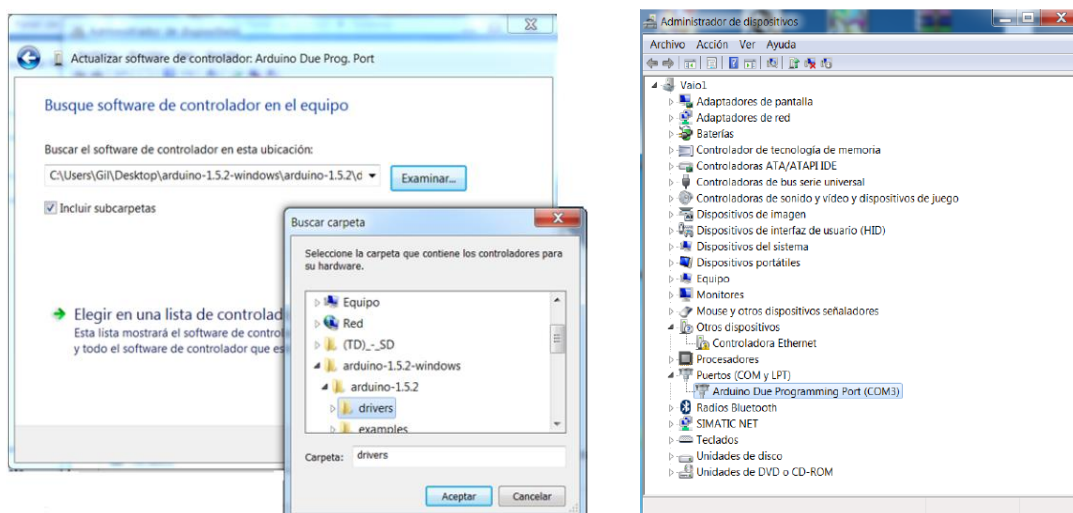 Actualizar software de controlador: Arduino Due Prog. Port
Busque software de controlador en el equipo
Buscar el software de controlador en esta ubicación:
C:\Users\Gil\Desktop\arduino-1.5.2-windows\arduino-1.5.2\d
Examinar...
Incluir subcarpetas
Elegir en una lista de controlad
Esta lista mostrará el software de contro
y todo el software de controlador que es
Buscar carpeta
Seleccione la carpeta que contiene los controladores para
su hardware.
Equipo
Red
(TD)_-_SD
arduino-1.5.2-windows
arduino-1.5.2
drivers
examples
Carpeta: drivers
Aceptar Cancelar
Administrador de dispositivos
Archivo Acción Ver Ayuda
Vaio1
Adaptadores de pantalla
Adaptadores de red
Baterías
Controlador de tecnología de memoria
Controladoras ATA/ATAPI IDE
Controladoras de bus serie universal
Controladoras de sonido y vídeo y dispositivos de juego
Dispositivos de imagen
Dispositivos de interfaz de usuario (HID)
Dispositivos del sistema
Dispositivos portátiles
Equipo
Monitores
Mouse y otros dispositivos señaladores
Otros dispositivos
Controladora Ethernet
Procesadores
Puertos (COM y LPT)
Arduino Due Programming Port (COM3)
Radios Bluetooth
SIMATIC NET
Teclados
Unidades de disco
Unidades de DVD o CD-ROM